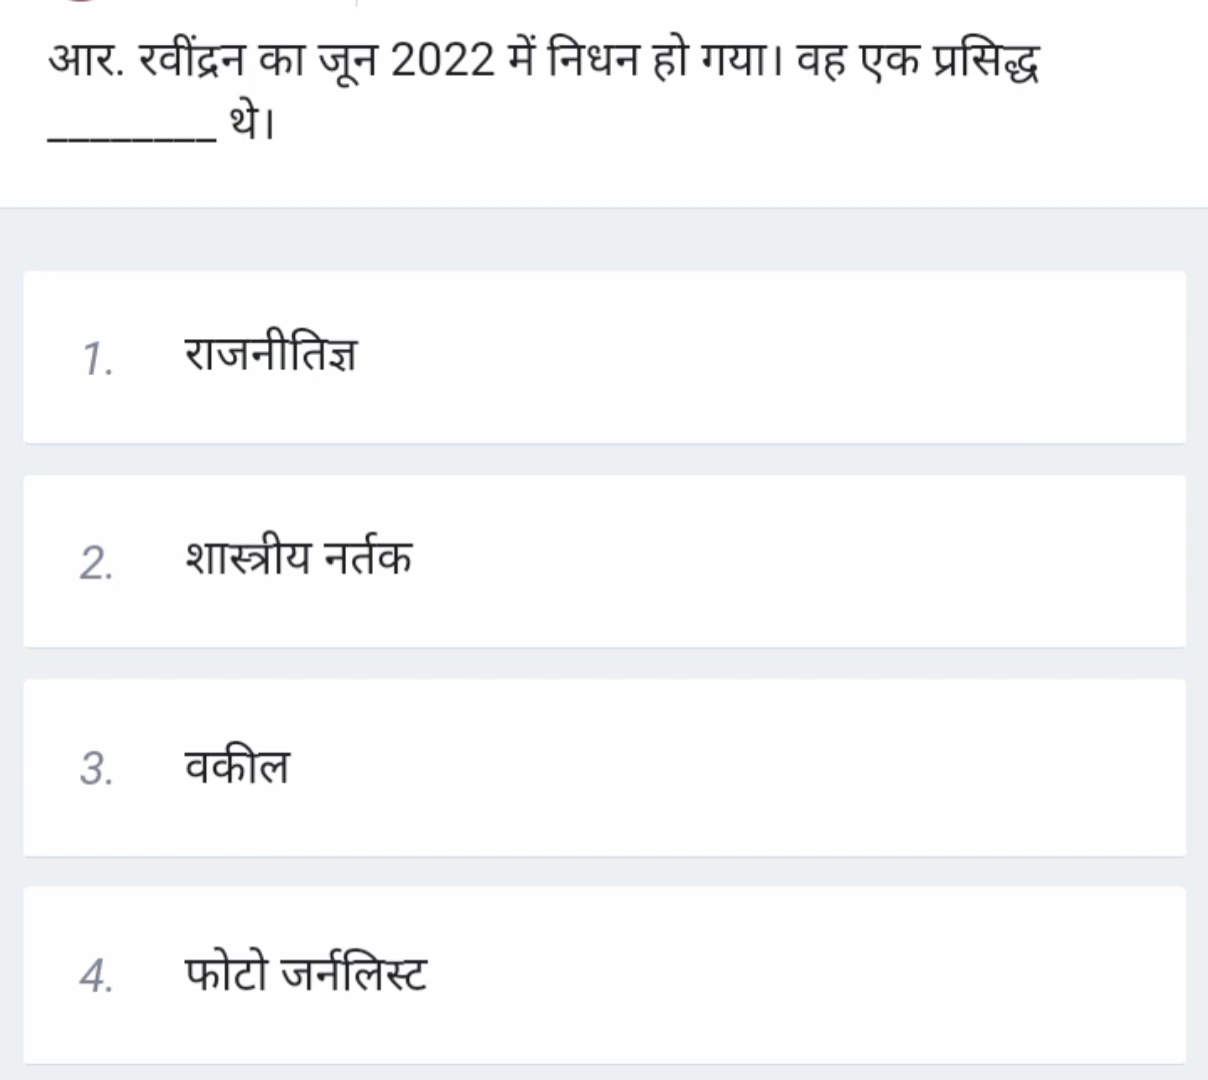 आर. रवींद्रन का जून 2022 में निधन हो गया। वह एक प्रसिद्ध
________ थे।
1. राजनीतिज्ञ
2. शास्त्रीय नर्तक
3. वकील
4. फोटो जर्नलिस्ट